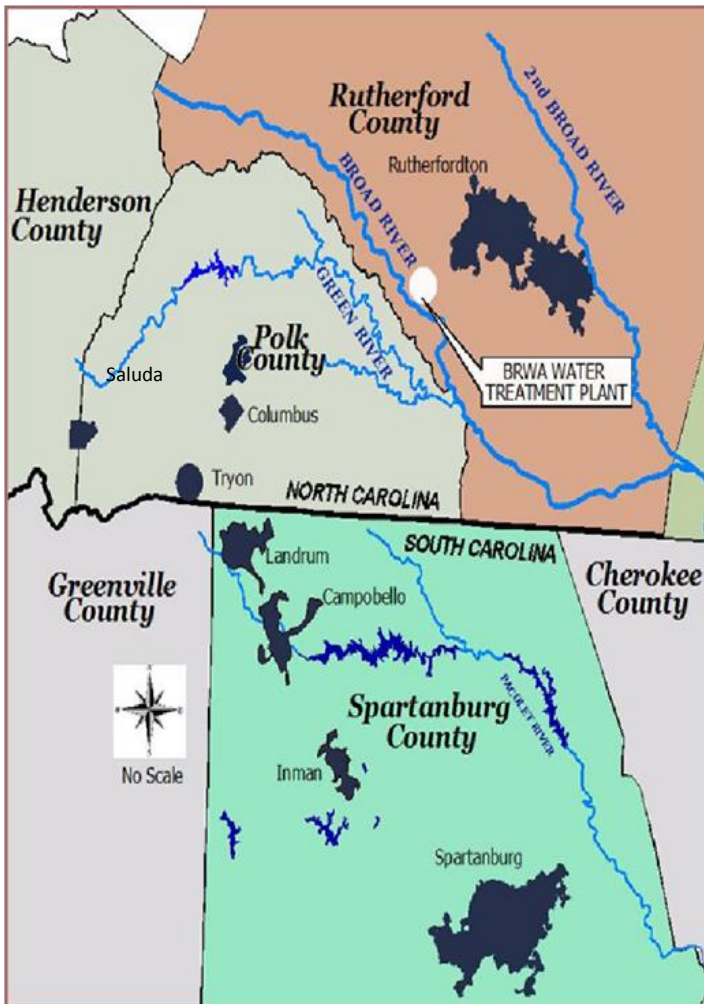 Rutherford
County
2nd BROAD RIVER
Rutherfordton
BROAD RIVER
Henderson
County
GREEN RIVER
Polk
County
BRWA WATER
TREATMENT PLANT
Saluda
Columbus
Tryon
NORTH CAROLINA
SOUTH CAROLINA
Landrum
Greenville
County
Campobello
Cherokee
County
PACOLET RIVER
Spartanburg
County
No Scale
Inman
Spartanburg